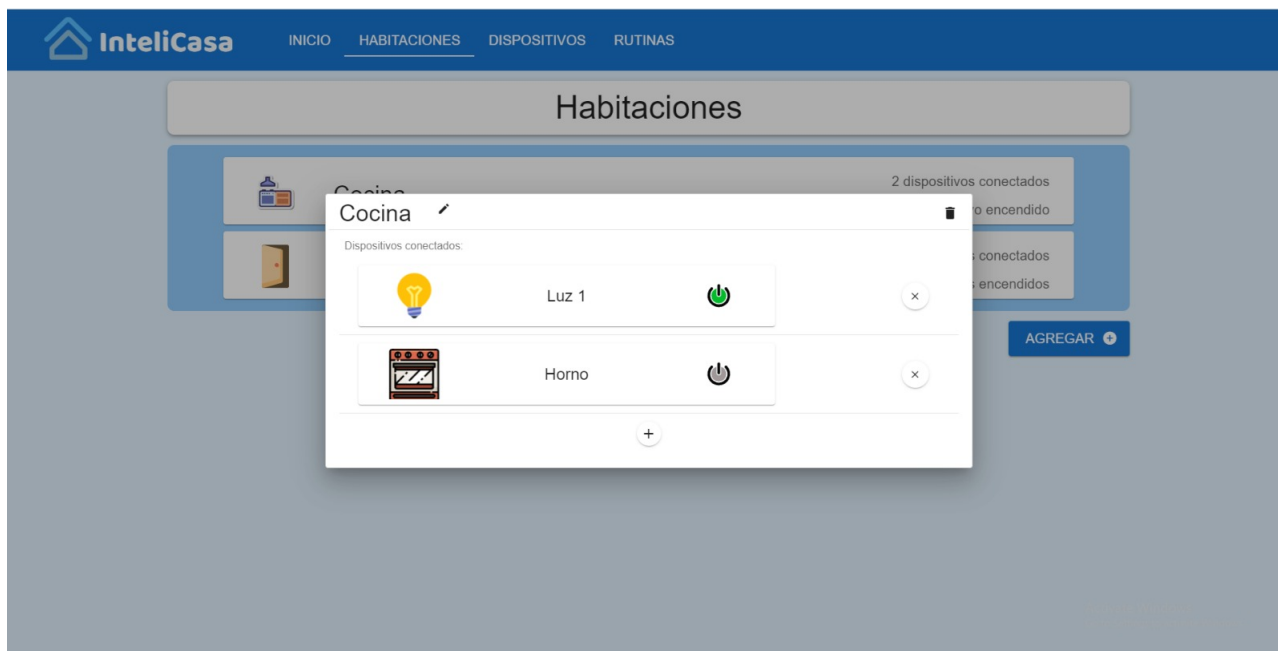 InteliCasa INICIO HABITACIONES DISPOSITIVOS RUTINAS
Habitaciones
2 dispositivos conectados
Cocina
encendido
Cocina
Dispositivos conectados:
conectados
encendidos
Luz 1
AGREGAR
Horno